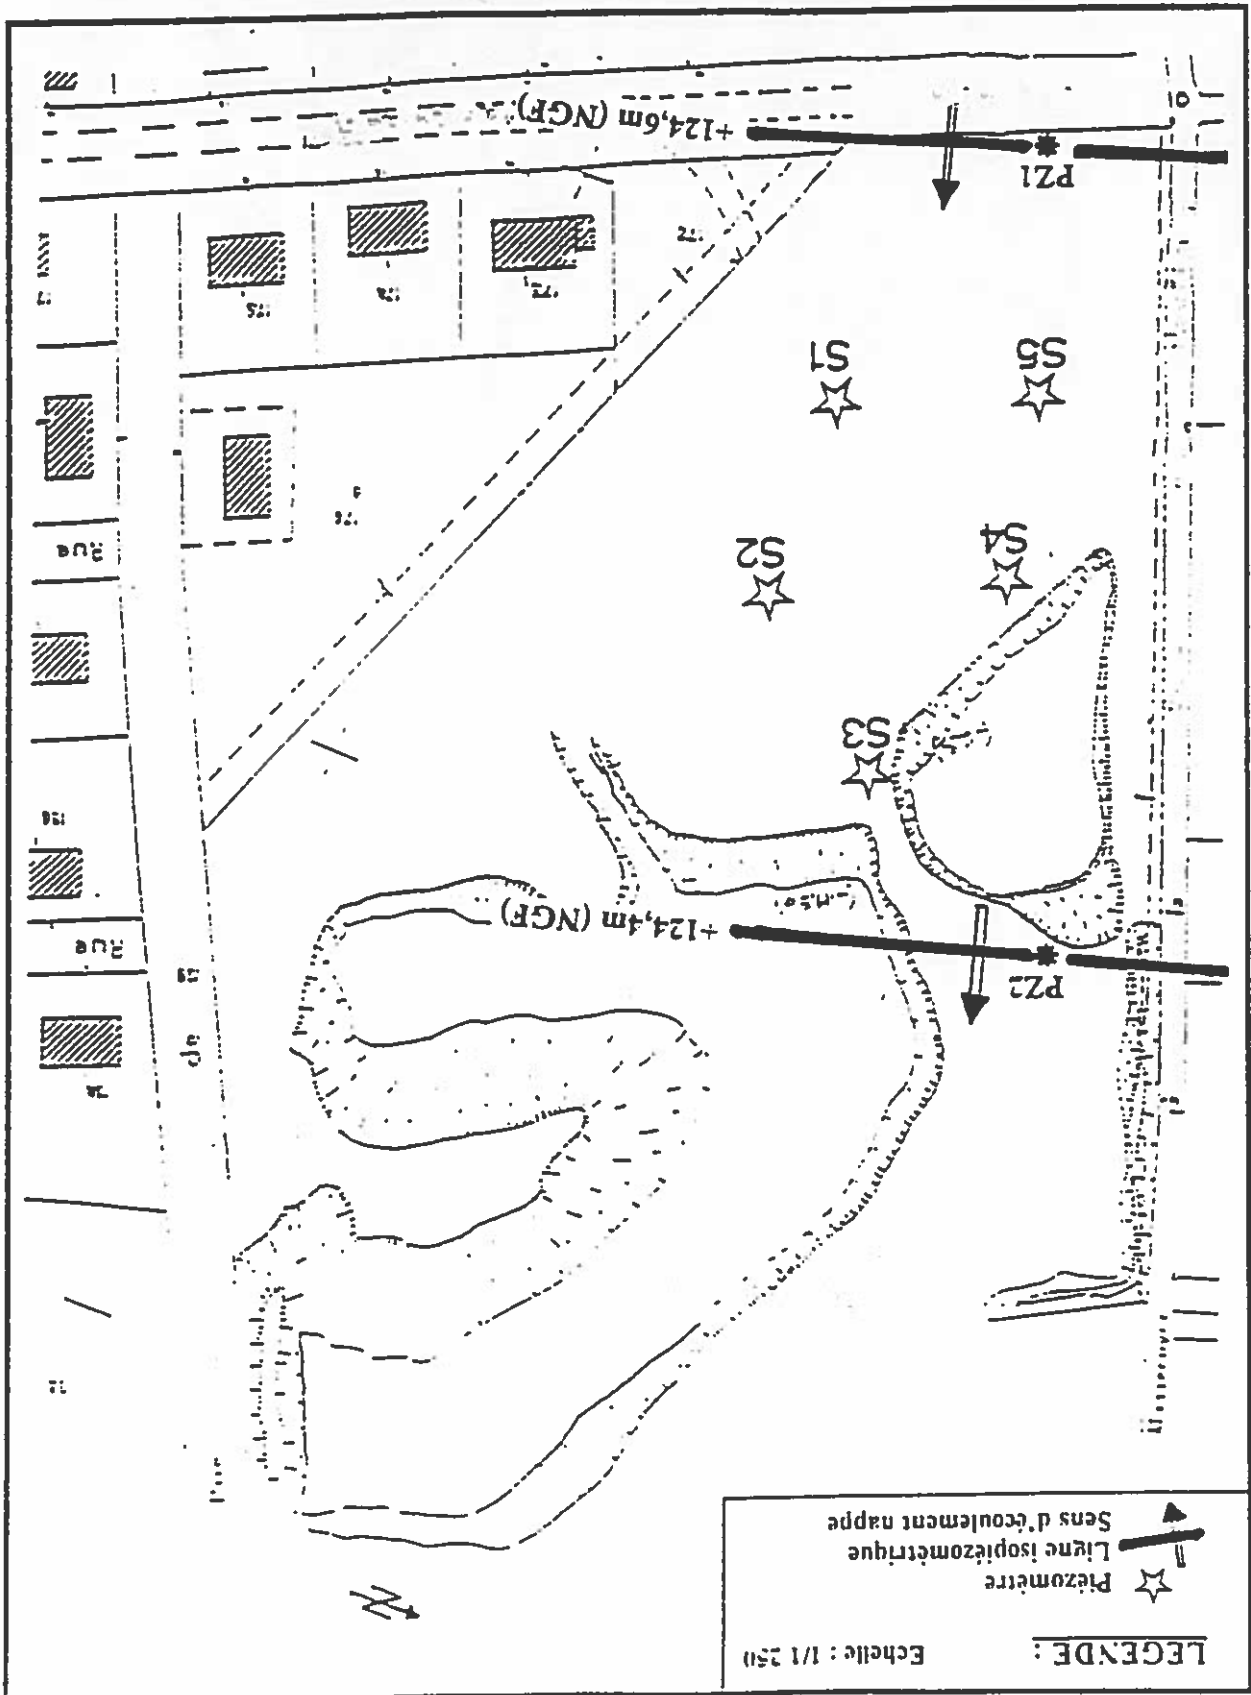 LEGENDE :
Echelle : 1/1 250
Piézomètre
Ligne isopiézométrique
Sens d'écoulement nappe
N
PZ2
+124,4m (NGF)
Rue
S3
S4
S2
Rue
S5
S1
175
PZ1
+124,6m (NGF)